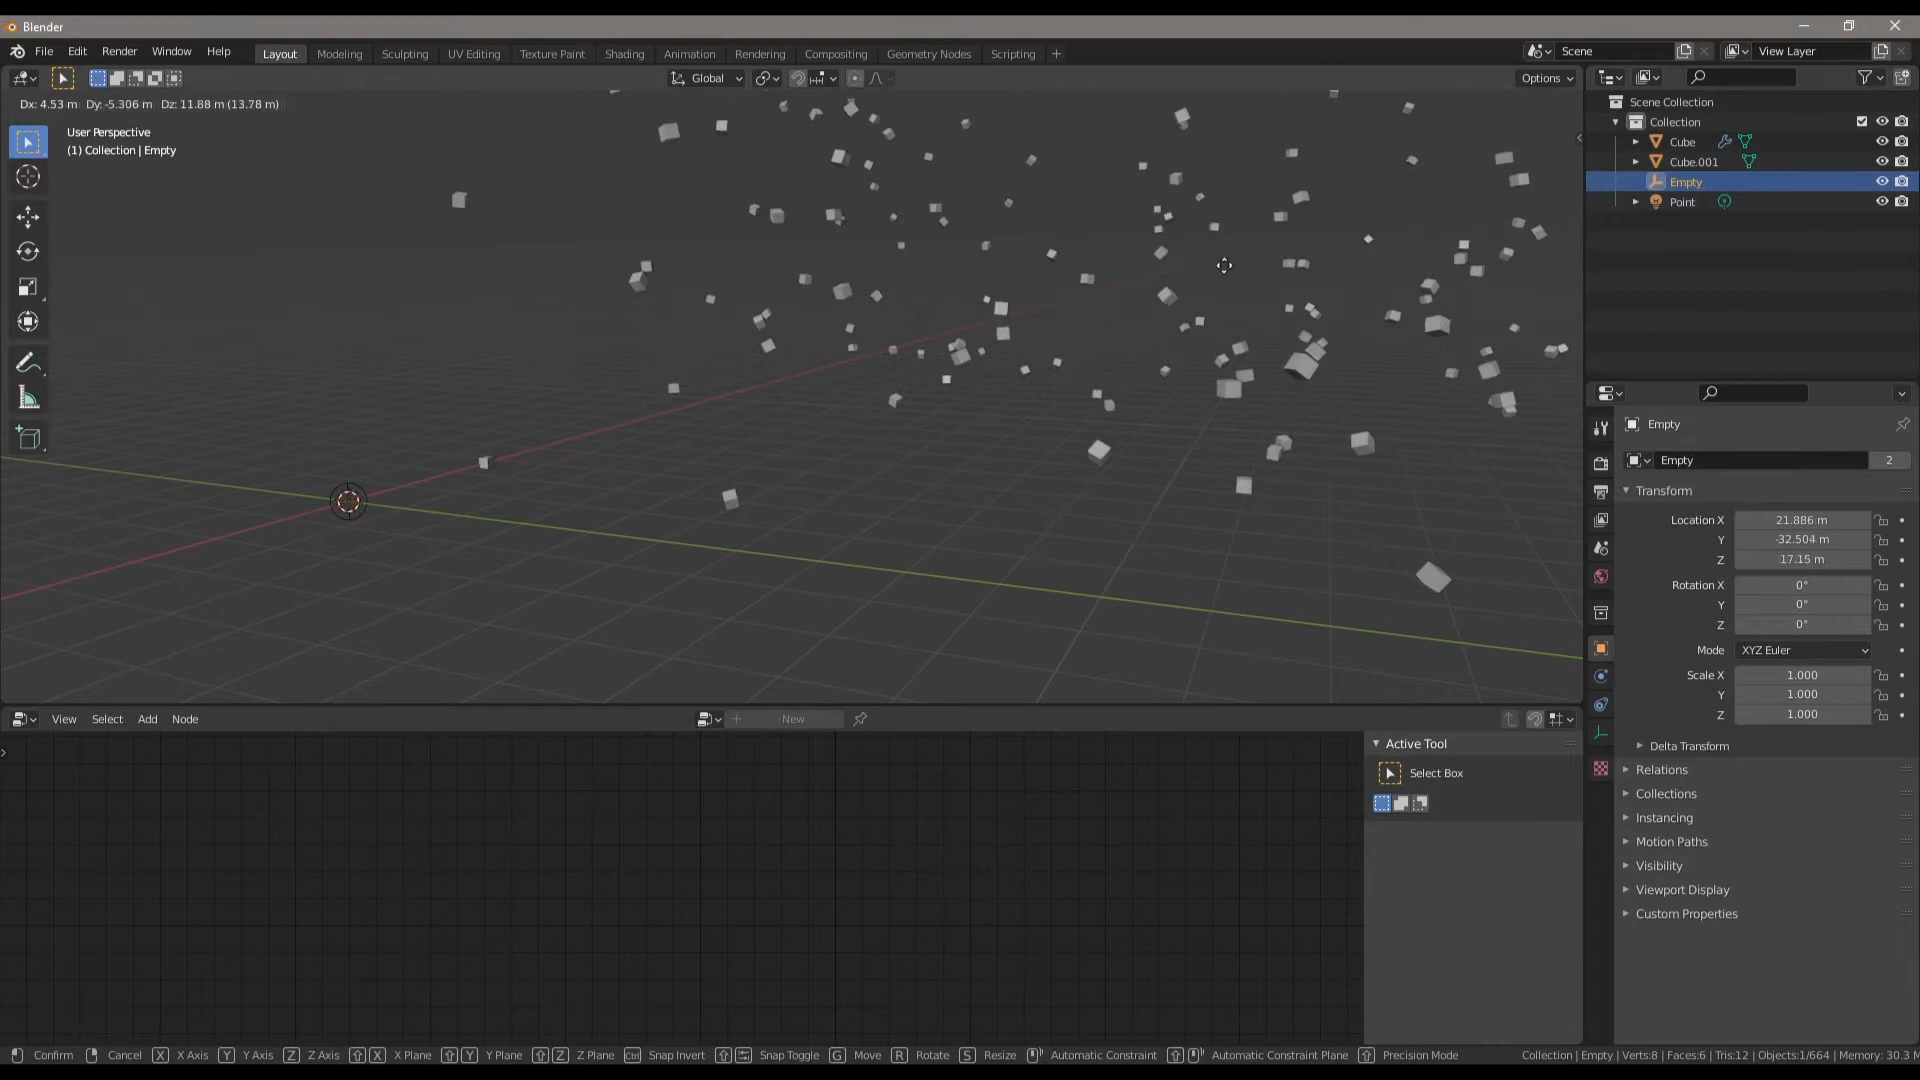 Blender
File Edit Render Window Help
Layout Modeling Sculpting UV Editing Texture Paint Shading Animation Rendering Compositing Geometry Nodes Scripting +
Scene
View Layer
Global
Options
Dx: 4.53 m Dy: -5.306 m Dz: 11.88 m (13.78 m)
User Perspective
(1) Collection | Empty
Scene Collection
Collection
Cube
Cube.001
Empty
Point
Empty
Empty 2
Transform
Location X 21.886 m
Y -32.504 m
Z 17.15 m
Rotation X 0°
Y 0°
Z 0°
Mode XYZ Euler
Scale X 1.000
Y 1.000
Z 1.000
Delta Transform
Relations
Collections
Instancing
Motion Paths
Visibility
Viewport Display
Custom Properties
View Select Add Node
+ New
Active Tool
Select Box
Confirm Cancel X X Axis Y Y Axis Z Z Axis X X Plane Y Y Plane Z Z Plane Ctrl Snap Invert Snap Toggle G Move R Rotate S Resize Automatic Constraint Automatic Constraint Plane Precision Mode Collection | Empty | Verts:8 | Faces:6 | Tris:12 | Objects:1/664 | Memory: 30.3 M